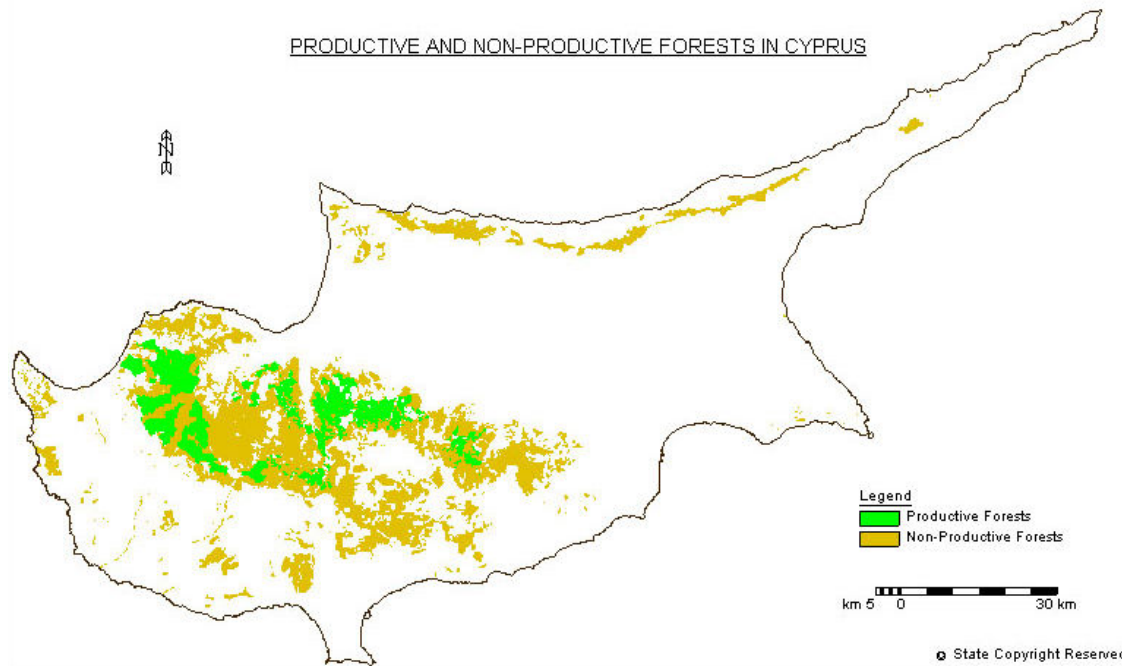 PRODUCTIVE AND NON-PRODUCTIVE FORESTS IN CYPRUS
N
Legend
Productive Forests
Non-Productive Forests
km 5 0 30 km
© State Copyright Reserved